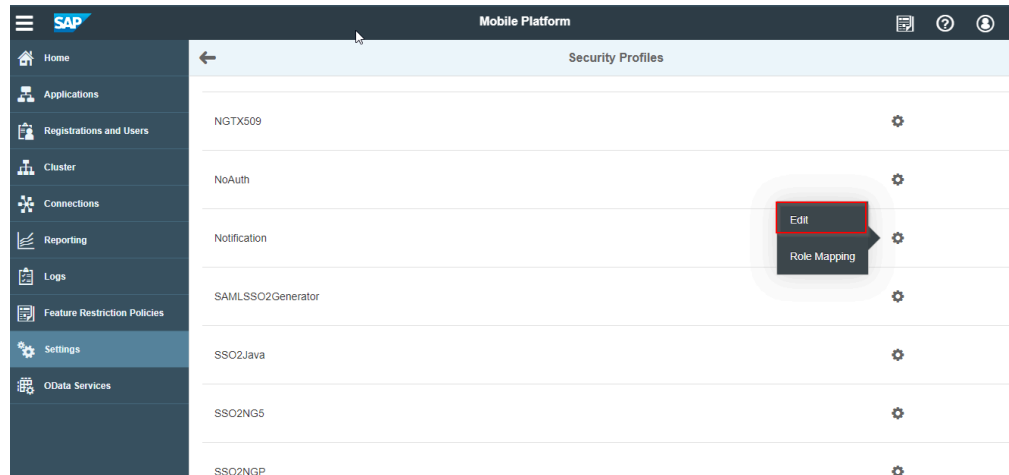 SAP
Mobile Platform
Home
Security Profiles
Applications
Registrations and Users
Cluster
Connections
Reporting
Logs
Feature Restriction Policies
Settings
OData Services
NGTX509
NoAuth
Notification
Edit
Role Mapping
SAMLSSO2Generator
SSO2Java
SSO2NG5
SSO2NGP